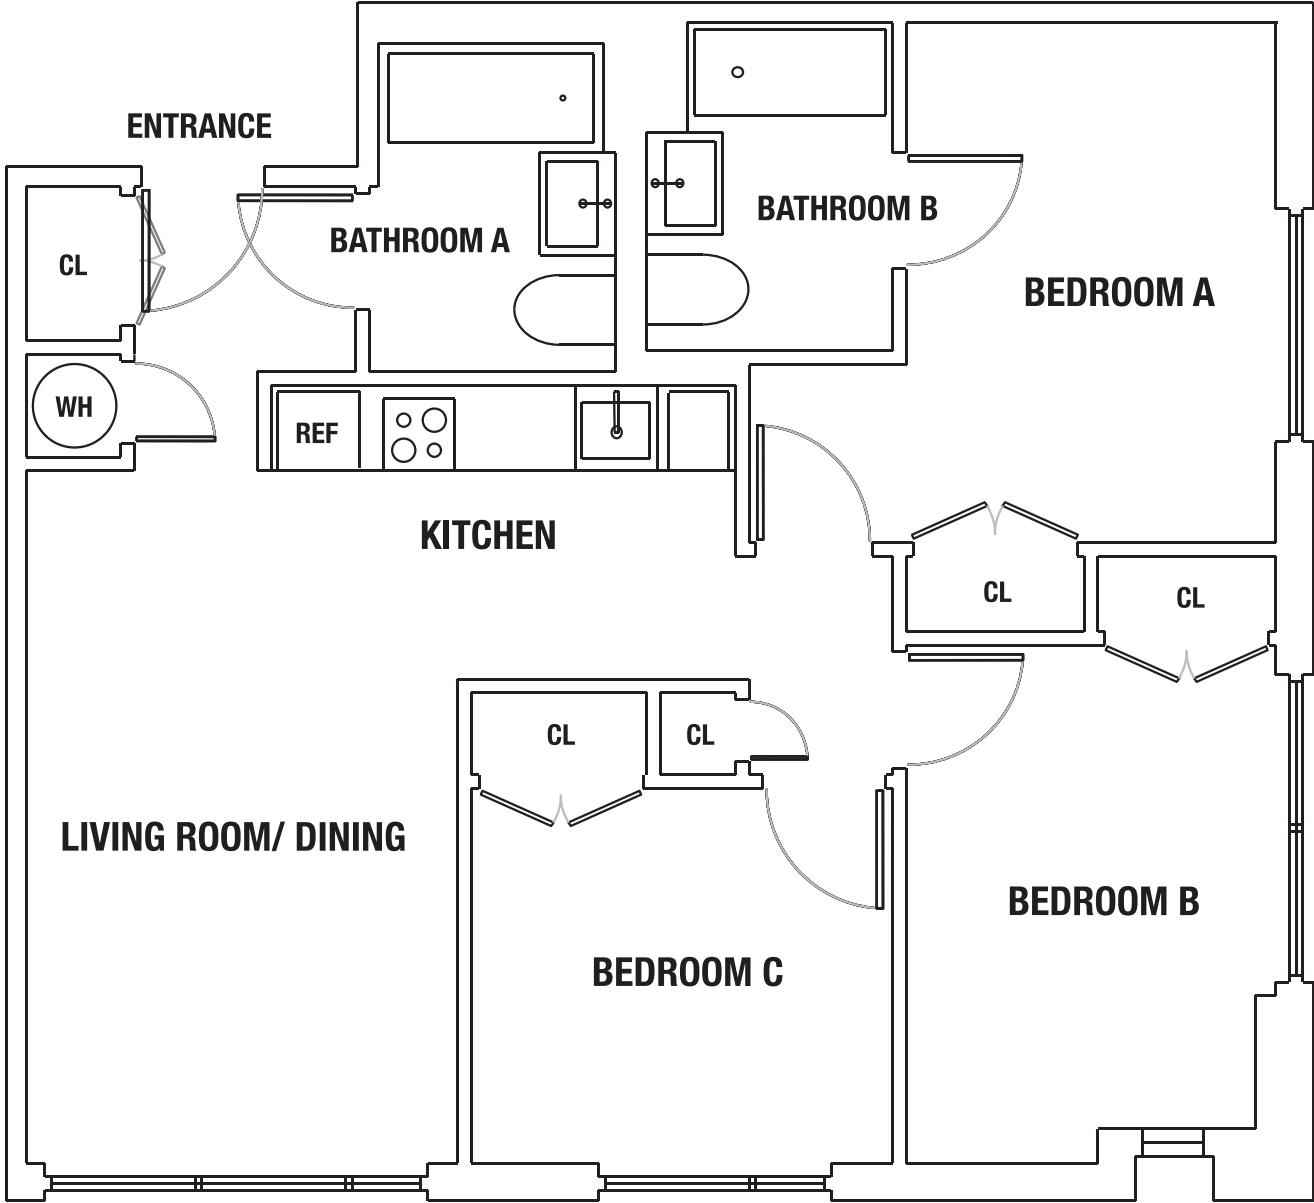 ENTRANCE
BATHROOM B
BATHROOM A
CL
BEDROOM A
WH
REF
KITCHEN
CL
CL
CL
CL
LIVING ROOM/ DINING
BEDROOM B
BEDROOM C